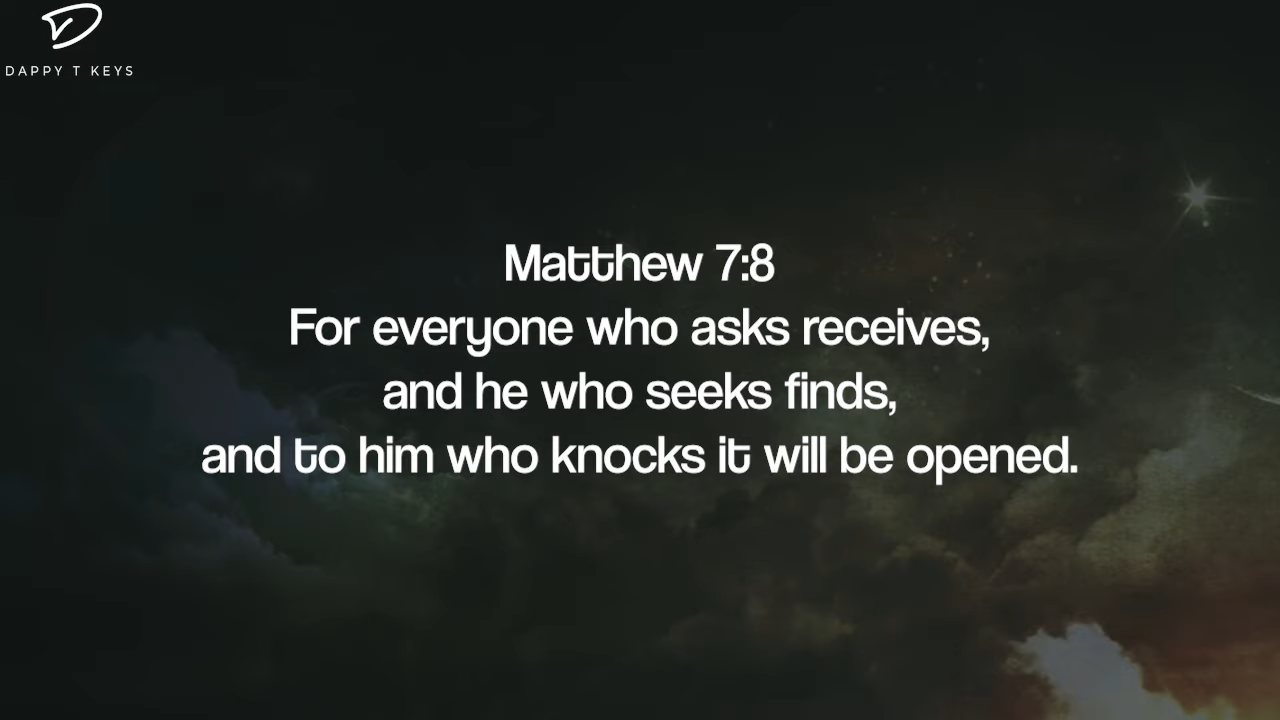 DAPPY T KEYS
Matthew 7:8
For everyone who asks receives,
and he who seeks finds,
and to him who knocks it will be opened.